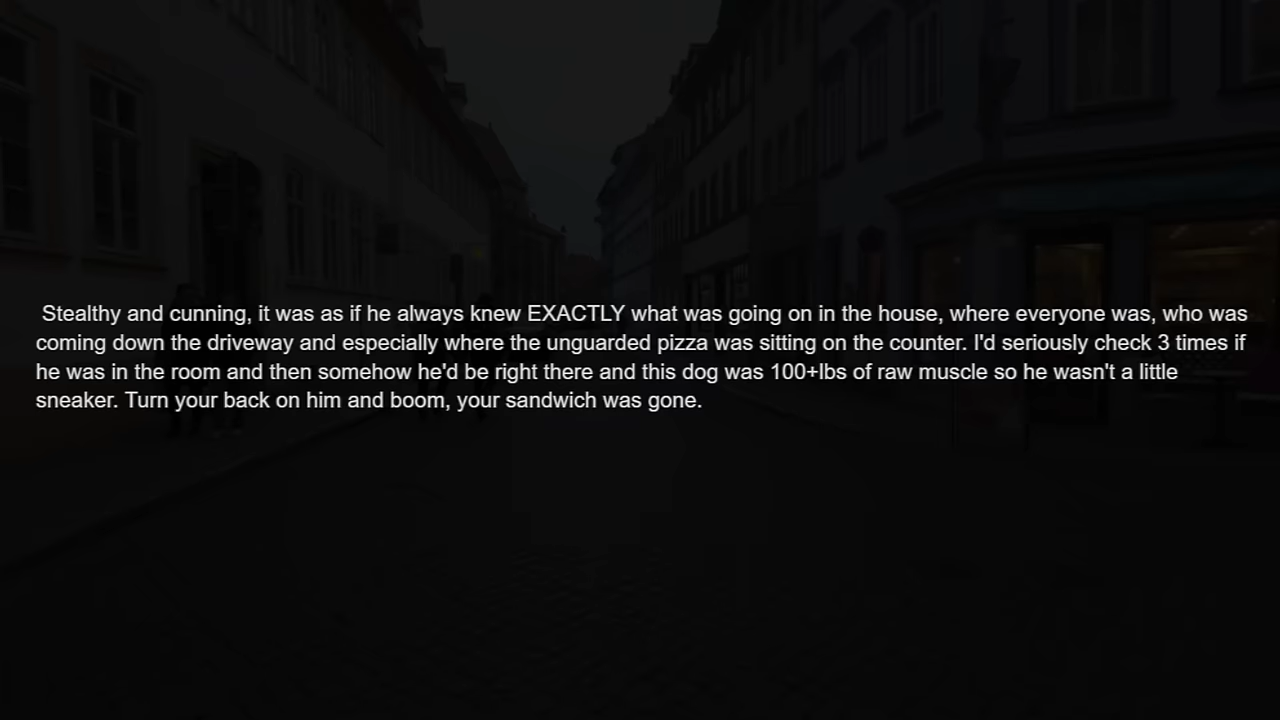 Stealthy and cunning, it was as if he always knew EXACTLY what was going on in the house, where everyone was, who was
coming down the driveway and especially where the unguarded pizza was sitting on the counter. I'd seriously check 3 times if
he was in the room and then somehow he'd be right there and this dog was 100+lbs of raw muscle so he wasn't a little
sneaker. Turn your back on him and boom, your sandwich was gone.